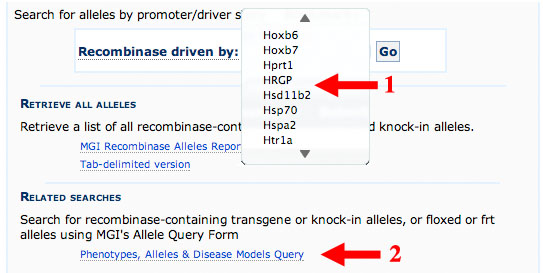 Search for alleles by promoter/driver s
Recombinase driven by:
Go
Hoxb6
Hoxb7
Hprt1
HRGP
Hsd11b2
Hsp70
Hspa2
Htr1a
1
RETRIEVE ALL ALLELES
Retrieve a list of all recombinase-cont d knock-in alleles.
MGI Recombinase Alleles Repor
Tab-delimited version
RELATED SEARCHES
Search for recombinase-containing transgene or knock-in alleles, or floxed or frt
alleles using MGI's Allele Query Form
Phenotypes, Alleles & Disease Models Query
2